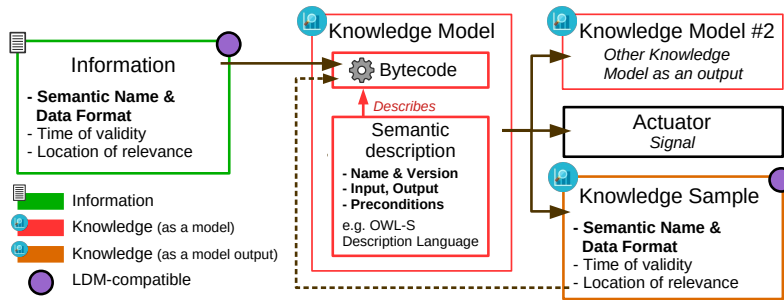 Information
- Semantic Name &
Data Format
- Time of validity
- Location of relevance
Information
Knowledge (as a model)
Knowledge (as a model output)
LDM-compatible
Knowledge Model
Bytecode
Describes
Semantic
description
- Name & Version
- Input, Output
- Preconditions
e.g. OWL-S
Description Language
Knowledge Model #2
Other Knowledge
Model as an output
Actuator
Signal
Knowledge Sample
- Semantic Name &
Data Format
- Time of validity
- Location of relevance